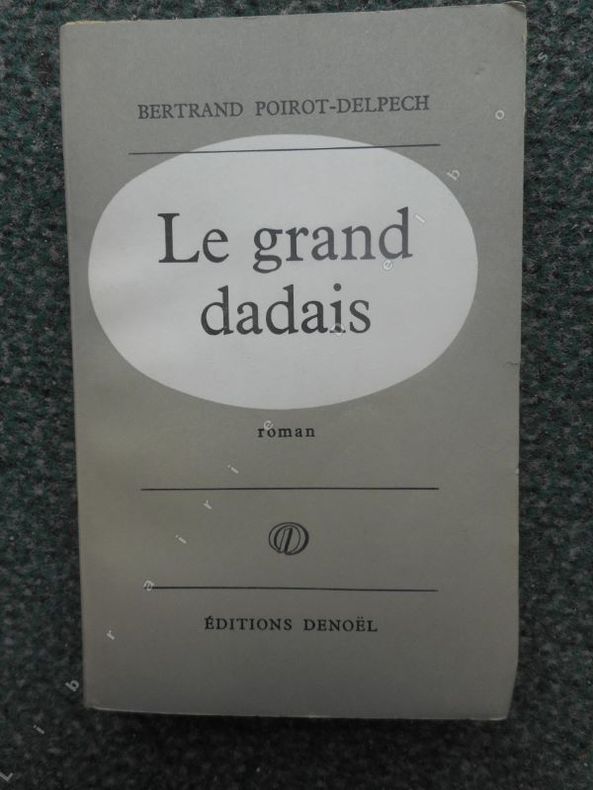 BERTRAND POIROT-DELPECH
Le grand
dadais
roman
ÉDITIONS DENOËL